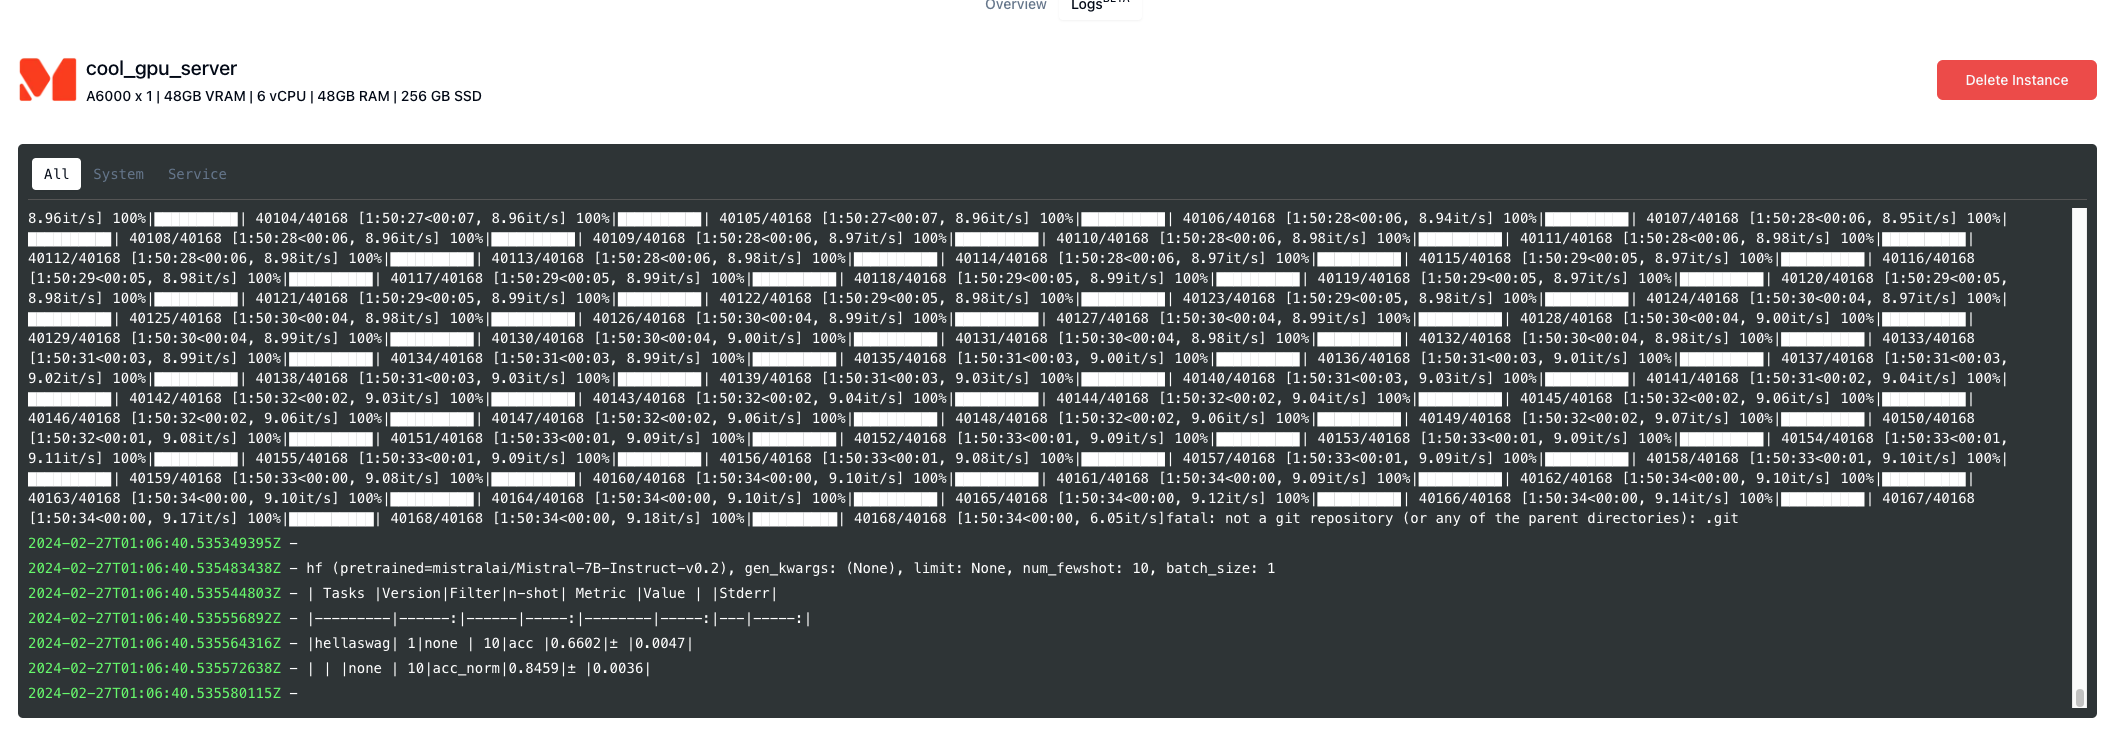 Overview LogsBETA
cool_gpu_server
A6000 x 1 | 48GB VRAM | 6 vCPU | 48GB RAM | 256 GB SSD
Delete Instance
All System Service
8.96it/s] 100%|██████████| 40104/40168 [1:50:27<00:07, 8.96it/s] 100%|██████████| 40105/40168 [1:50:27<00:07, 8.96it/s] 100%|██████████| 40106/40168 [1:50:28<00:06, 8.94it/s] 100%|██████████| 40107/40168 [1:50:28<00:06, 8.95it/s] 100%|
██████████| 40108/40168 [1:50:28<00:06, 8.96it/s] 100%|██████████| 40109/40168 [1:50:28<00:06, 8.97it/s] 100%|██████████| 40110/40168 [1:50:28<00:06, 8.98it/s] 100%|██████████| 40111/40168 [1:50:28<00:06, 8.98it/s] 100%|██████████|
40112/40168 [1:50:28<00:06, 8.98it/s] 100%|██████████| 40113/40168 [1:50:28<00:06, 8.98it/s] 100%|██████████| 40114/40168 [1:50:28<00:06, 8.97it/s] 100%|██████████| 40115/40168 [1:50:29<00:05, 8.97it/s] 100%|██████████| 40116/40168
[1:50:29<00:05, 8.98it/s] 100%|██████████| 40117/40168 [1:50:29<00:05, 8.99it/s] 100%|██████████| 40118/40168 [1:50:29<00:05, 8.99it/s] 100%|██████████| 40119/40168 [1:50:29<00:05, 8.97it/s] 100%|██████████| 40120/40168 [1:50:29<00:05,
8.98it/s] 100%|██████████| 40121/40168 [1:50:29<00:05, 8.99it/s] 100%|██████████| 40122/40168 [1:50:29<00:05, 8.98it/s] 100%|██████████| 40123/40168 [1:50:29<00:05, 8.98it/s] 100%|██████████| 40124/40168 [1:50:30<00:04, 8.97it/s] 100%|
██████████| 40125/40168 [1:50:30<00:04, 8.98it/s] 100%|██████████| 40126/40168 [1:50:30<00:04, 8.99it/s] 100%|██████████| 40127/40168 [1:50:30<00:04, 8.99it/s] 100%|██████████| 40128/40168 [1:50:30<00:04, 9.00it/s] 100%|██████████|
40129/40168 [1:50:30<00:04, 8.99it/s] 100%|██████████| 40130/40168 [1:50:30<00:04, 9.00it/s] 100%|██████████| 40131/40168 [1:50:30<00:04, 8.98it/s] 100%|██████████| 40132/40168 [1:50:30<00:04, 8.98it/s] 100%|██████████| 40133/40168
[1:50:31<00:03, 8.99it/s] 100%|██████████| 40134/40168 [1:50:31<00:03, 8.99it/s] 100%|██████████| 40135/40168 [1:50:31<00:03, 9.00it/s] 100%|██████████| 40136/40168 [1:50:31<00:03, 9.01it/s] 100%|██████████| 40137/40168 [1:50:31<00:03,
9.02it/s] 100%|██████████| 40138/40168 [1:50:31<00:03, 9.03it/s] 100%|██████████| 40139/40168 [1:50:31<00:03, 9.03it/s] 100%|██████████| 40140/40168 [1:50:31<00:03, 9.03it/s] 100%|██████████| 40141/40168 [1:50:31<00:02, 9.04it/s] 100%|
██████████| 40142/40168 [1:50:32<00:02, 9.03it/s] 100%|██████████| 40143/40168 [1:50:32<00:02, 9.04it/s] 100%|██████████| 40144/40168 [1:50:32<00:02, 9.04it/s] 100%|██████████| 40145/40168 [1:50:32<00:02, 9.06it/s] 100%|██████████|
40146/40168 [1:50:32<00:02, 9.06it/s] 100%|██████████| 40147/40168 [1:50:32<00:02, 9.06it/s] 100%|██████████| 40148/40168 [1:50:32<00:02, 9.06it/s] 100%|██████████| 40149/40168 [1:50:32<00:02, 9.07it/s] 100%|██████████| 40150/40168
[1:50:32<00:01, 9.08it/s] 100%|██████████| 40151/40168 [1:50:33<00:01, 9.09it/s] 100%|██████████| 40152/40168 [1:50:33<00:01, 9.09it/s] 100%|██████████| 40153/40168 [1:50:33<00:01, 9.09it/s] 100%|██████████| 40154/40168 [1:50:33<00:01,
9.11it/s] 100%|██████████| 40155/40168 [1:50:33<00:01, 9.09it/s] 100%|██████████| 40156/40168 [1:50:33<00:01, 9.08it/s] 100%|██████████| 40157/40168 [1:50:33<00:01, 9.09it/s] 100%|██████████| 40158/40168 [1:50:33<00:01, 9.10it/s] 100%|
██████████| 40159/40168 [1:50:33<00:00, 9.08it/s] 100%|██████████| 40160/40168 [1:50:34<00:00, 9.10it/s] 100%|██████████| 40161/40168 [1:50:34<00:00, 9.09it/s] 100%|██████████| 40162/40168 [1:50:34<00:00, 9.10it/s] 100%|██████████|
40163/40168 [1:50:34<00:00, 9.10it/s] 100%|██████████| 40164/40168 [1:50:34<00:00, 9.10it/s] 100%|██████████| 40165/40168 [1:50:34<00:00, 9.12it/s] 100%|██████████| 40166/40168 [1:50:34<00:00, 9.14it/s] 100%|██████████| 40167/40168
[1:50:34<00:00, 9.17it/s] 100%|██████████| 40168/40168 [1:50:34<00:00, 9.18it/s] 100%|██████████| 40168/40168 [1:50:34<00:00, 6.05it/s]fatal: not a git repository (or any of the parent directories): .git
2024-02-27T01:06:40.535349395Z –
2024-02-27T01:06:40.535483438Z – hf (pretrained=mistralai/Mistral-7B-Instruct-v0.2), gen_kwargs: (None), limit: None, num_fewshot: 10, batch_size: 1
2024-02-27T01:06:40.535544803Z – | Tasks |Version|Filter|n-shot| Metric |Value | |Stderr|
2024-02-27T01:06:40.535556892Z – |---------|------:|------|-----:|--------|-----:|---|-----:|
2024-02-27T01:06:40.535564316Z – |hellaswag| 1|none | 10|acc |0.6602|± |0.0047|
2024-02-27T01:06:40.535572638Z – | | |none | 10|acc_norm|0.8459|± |0.0036|
2024-02-27T01:06:40.535580115Z –